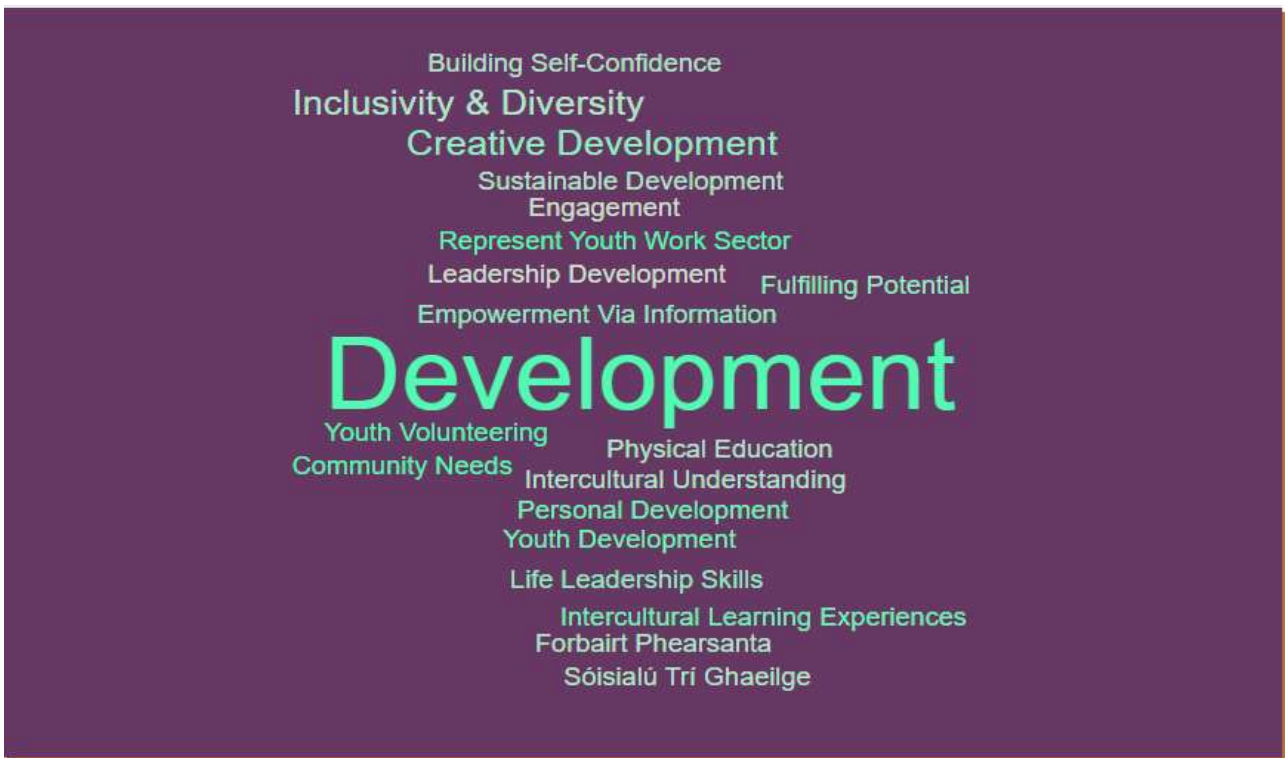 Building Self-Confidence
Inclusivity & Diversity
Creative Development
Sustainable Development
Engagement
Represent Youth Work Sector
Leadership Development
Fulfilling Potential
Empowerment Via Information
Development
Youth Volunteering
Physical Education
Community Needs
Intercultural Understanding
Personal Development
Youth Development
Life Leadership Skills
Intercultural Learning Experiences
Forbairt Phearsanta
Sóisialú Trí Ghaeilge